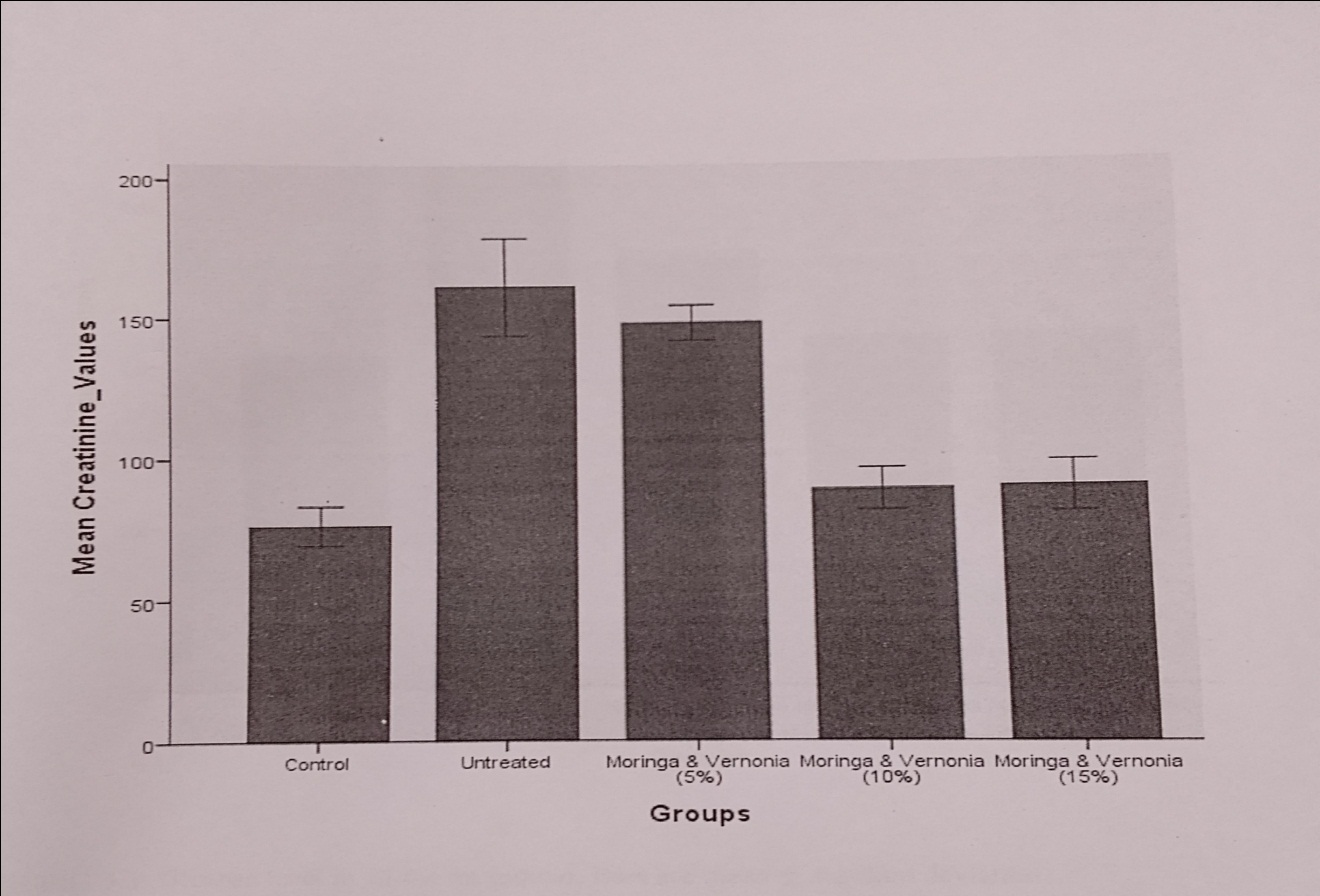 Mean Creatinine_Values
200
150
100
50
0
Control
Untreated
Moringa & Vernonia
(5%)
Moringa & Vernonia
(10%)
Moringa & Vernonia
(15%)
Groups